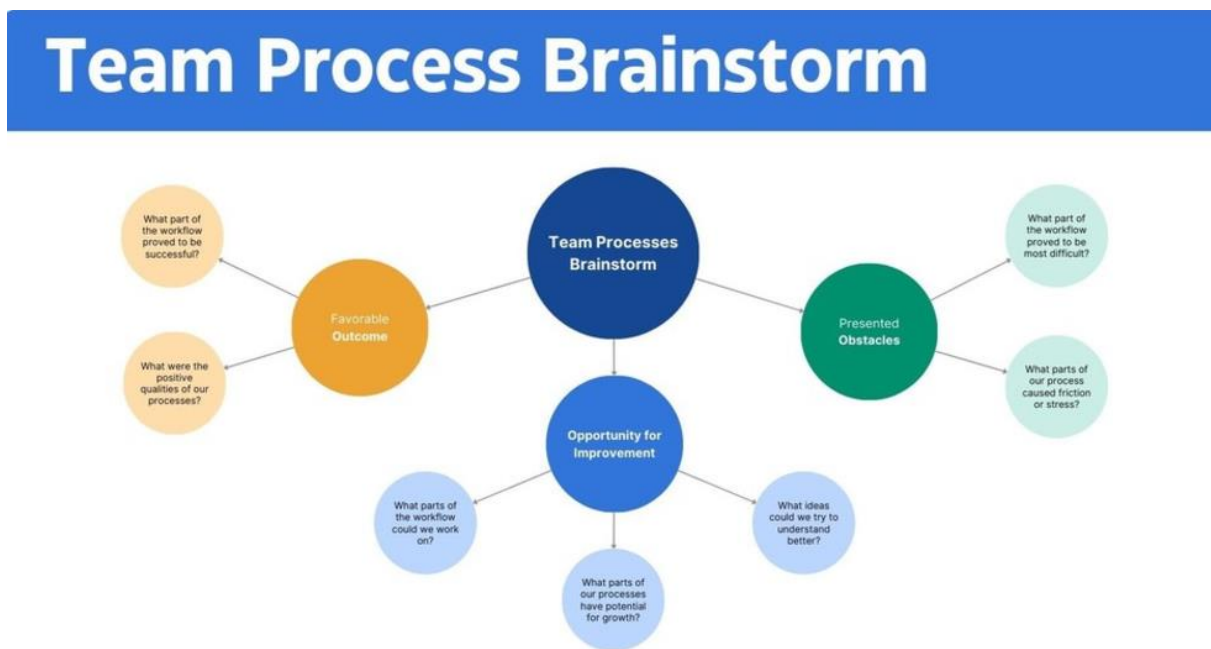 Team Process Brainstorm
Team Processes
Brainstorm
Favorable
Outcome
What part of
the workflow
proved to be
successful?
What were the
positive
qualities of our
processes?
Presented
Obstacles
What part of
the workflow
proved to be
most difficult?
What parts of
our process
caused friction
or stress?
Opportunity for
Improvement
What parts of
the workflow
could we work
on?
What parts of
our processes
have potential
for growth?
What ideas
could we try to
understand
better?